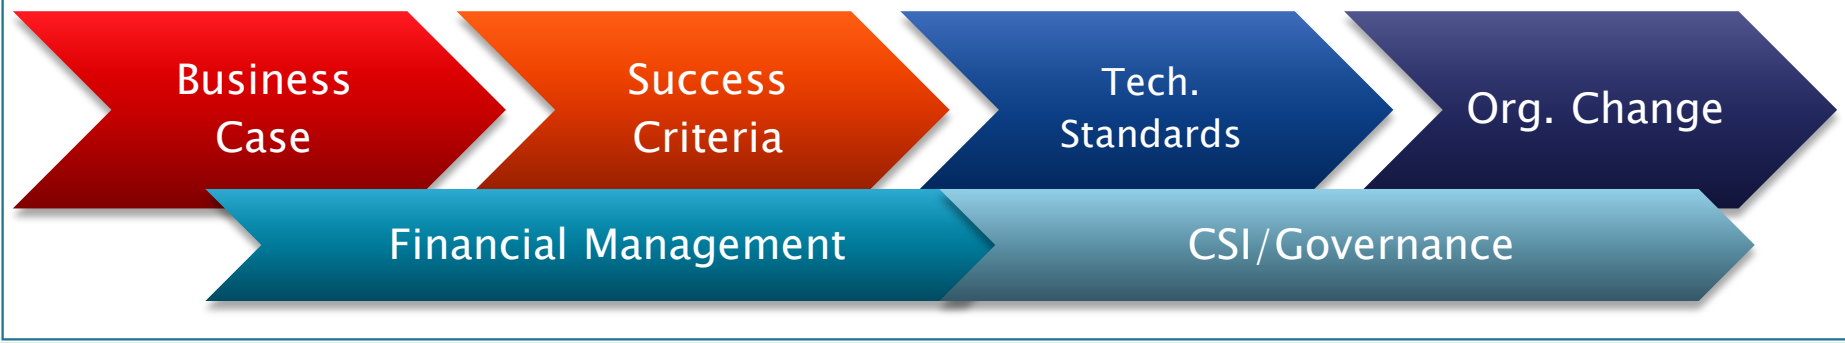 Business
Case
Success
Criteria
Tech.
Standards
Org. Change
Financial Management
CSI/Governance